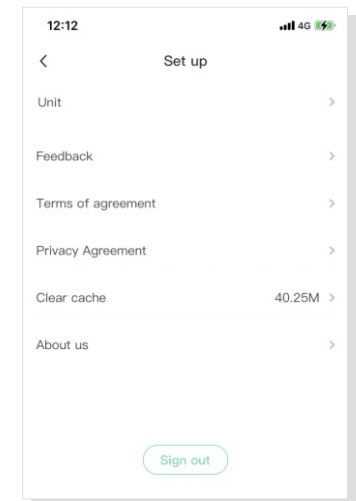 12:12 4G
Set up
Unit
Feedback
Terms of agreement
Privacy Agreement
Clear cache 40.25M
About us
Sign out